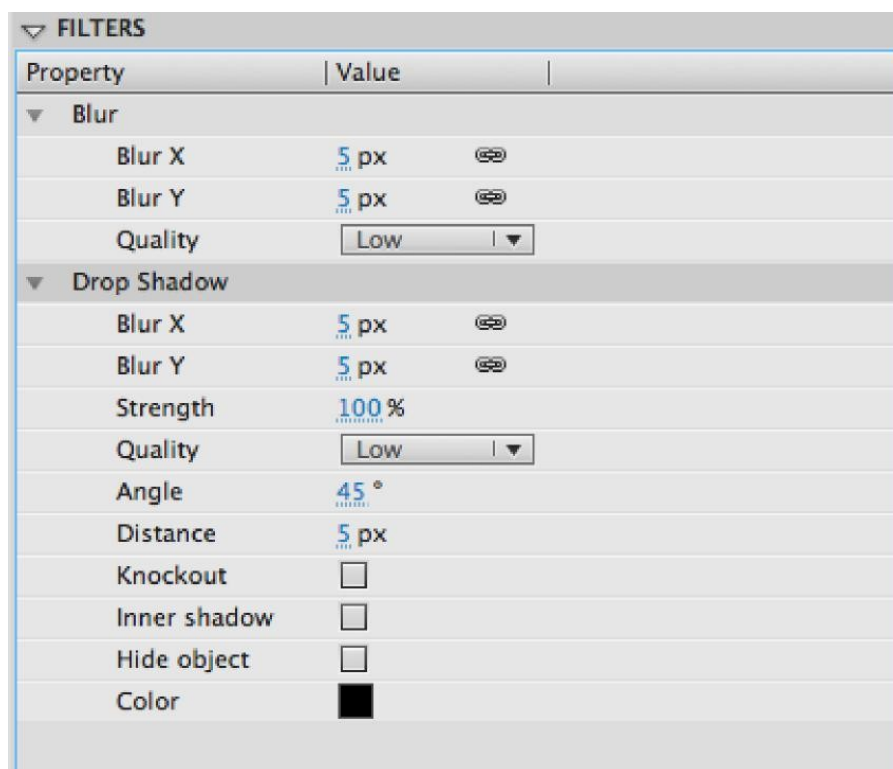 FILTERS
Property Value
Blur
Blur X 5 px
Blur Y 5 px
Quality Low
Drop Shadow
Blur X 5 px
Blur Y 5 px
Strength 100 %
Quality Low
Angle 45 °
Distance 5 px
Knockout
Inner shadow
Hide object
Color